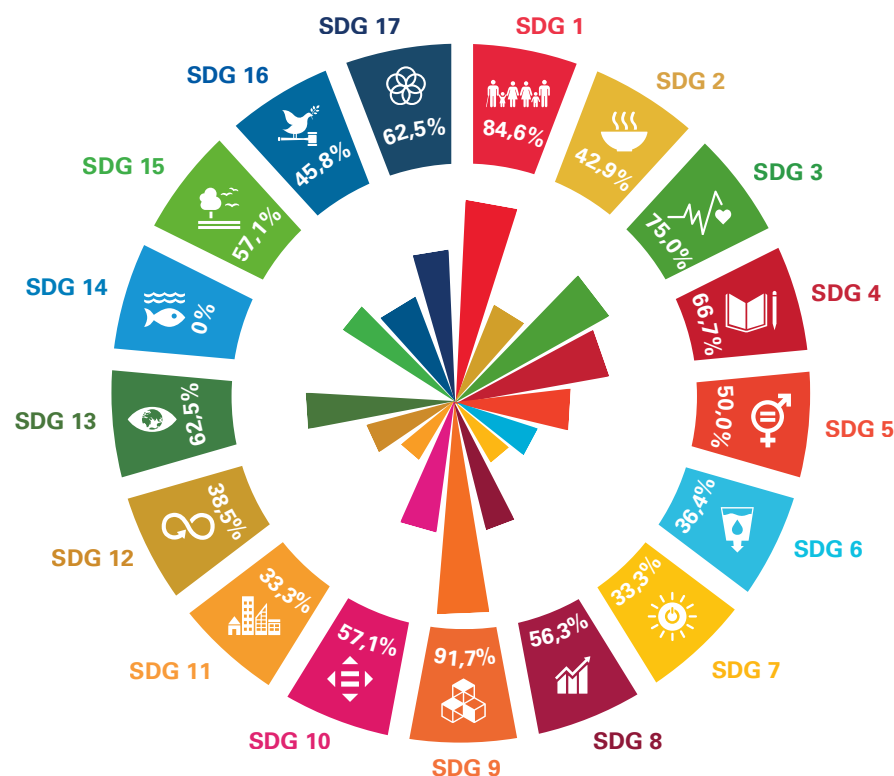 SDG 1
84,6%
SDG 2
42,9%
SDG 3
75,0%
SDG 4
66,7%
SDG 5
50,0%
SDG 6
36,4%
SDG 7
33,3%
SDG 8
56,3%
SDG 9
91,7%
SDG 10
57,1%
SDG 11
33,3%
SDG 12
38,5%
SDG 13
62,5%
SDG 14
0%
SDG 15
57,1%
SDG 16
45,8%
SDG 17
62,5%